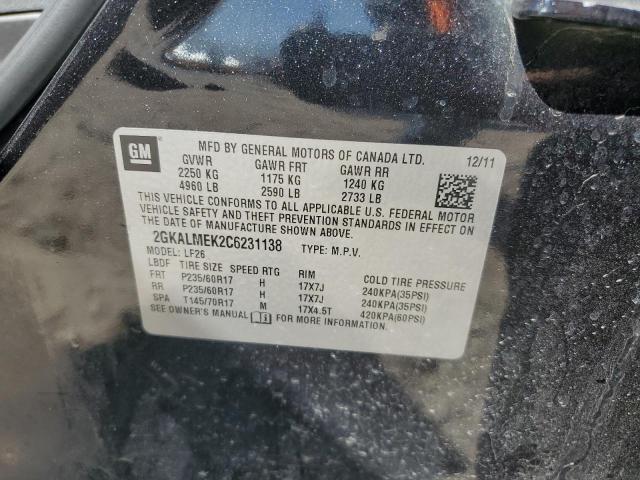 GM
MFD BY GENERAL MOTORS OF CANADA LTD. 12/11
GVWR GAWR FRT GAWR RR
2250 KG 1175 KG 1240 KG
4960 LB 2590 LB 2733 LB
THIS VEHICLE CONFORMS TO ALL APPLICABLE U.S. FEDERAL MOTOR
VEHICLE SAFETY AND THEFT PREVENTION STANDARDS IN EFFECT ON
THE DATE OF MANUFACTURE SHOWN ABOVE.
2GKALMEK2C6231138 TYPE: M.P.V.
MODEL: LF26
LBDF TIRE SIZE SPEED RTG RIM COLD TIRE PRESSURE
FRT P235/60R17 H 17X7J 240KPA(35PSI)
RR P235/60R17 H 17X7J 240KPA(35PSI)
SPA T145/70R17 M 17X4.5T 420KPA(60PSI)
SEE OWNER'S MANUAL FOR MORE INFORMATION.